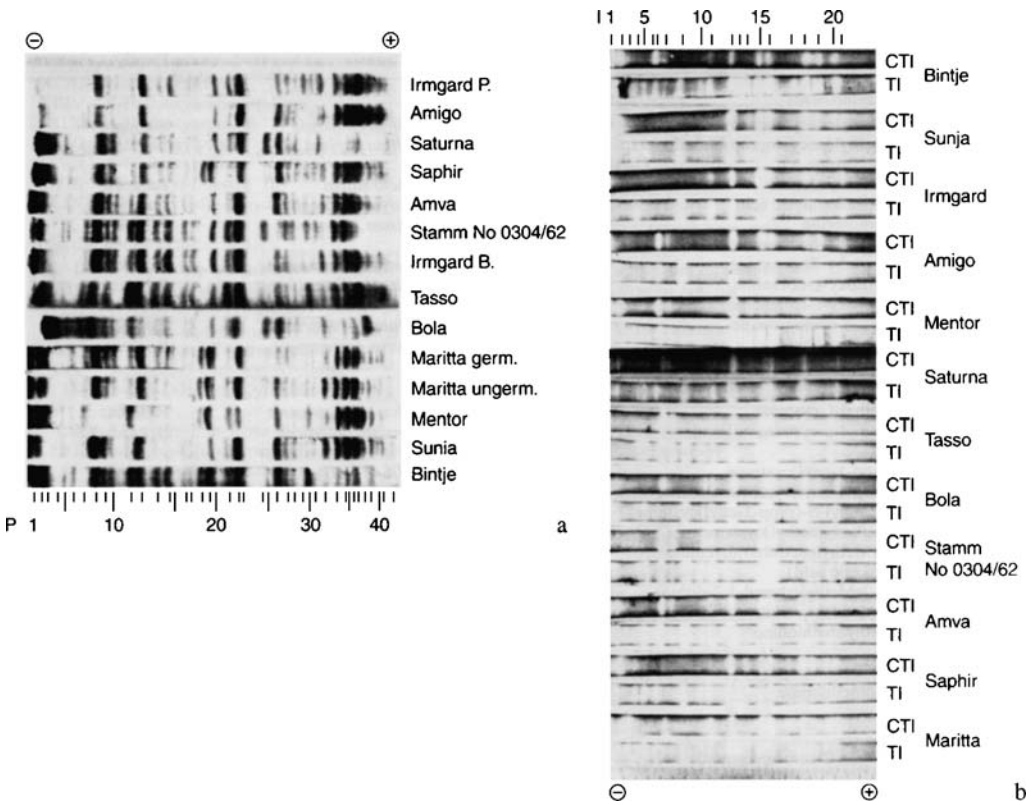 ⊖ ⊕
Irmgard P.
Amigo
Saturna
Saphir
Amva
Stamm No 0304/62
Irmgard B.
Tasso
Bola
Maritta germ.
Maritta ungerm.
Mentor
Sunia
Bintje
P 1 10 20 30 40
a
I 1 5 10 15 20
CTI
Bintje
TI
CTI
Sunja
TI
CTI
Irmgard
TI
CTI
Amigo
TI
CTI
Mentor
TI
CTI
Saturna
TI
CTI
Tasso
TI
CTI
Bola
TI
CTI
Stamm
No 0304/62
TI
CTI
Amva
TI
CTI
Saphir
TI
CTI
Maritta
TI
⊖ ⊕
b